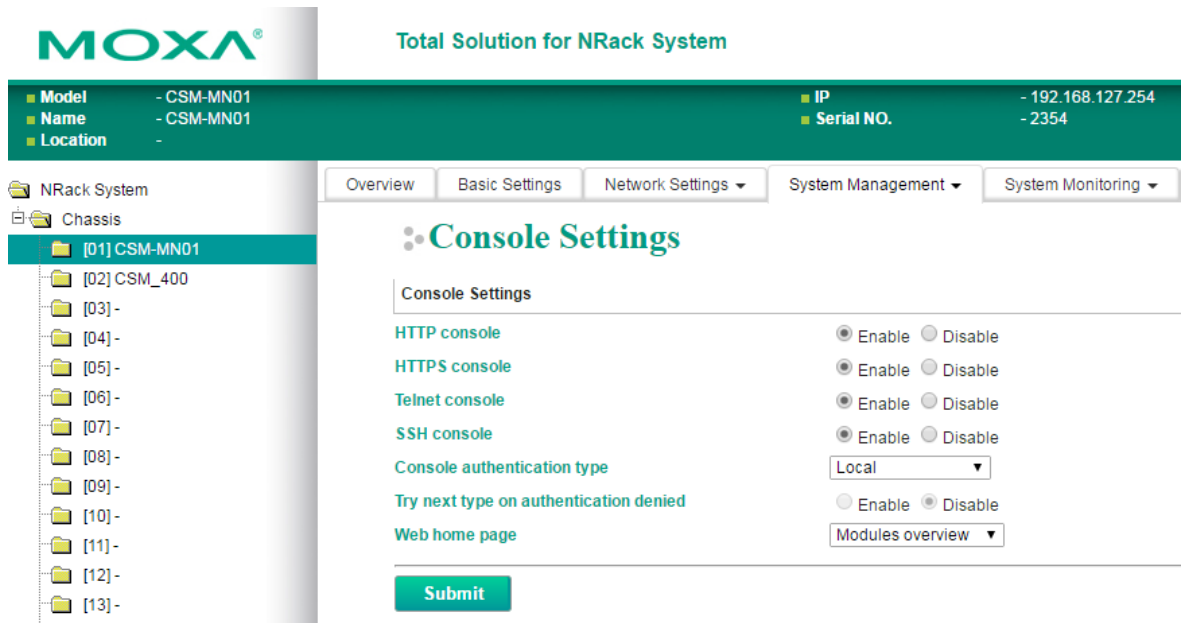 MOXA®
Total Solution for NRack System
Model - CSM-MN01
IP - 192.168.127.254
Name - CSM-MN01
Serial NO. - 2354
Location -
NRack System
Chassis
[01] CSM-MN01
[02] CSM_400
[03] -
[04] -
[05] -
[06] -
[07] -
[08] -
[09] -
[10] -
[11] -
[12] -
[13] -
Overview Basic Settings Network Settings System Management System Monitoring
Console Settings
Console Settings
HTTP console Enable Disable
HTTPS console Enable Disable
Telnet console Enable Disable
SSH console Enable Disable
Console authentication type Local
Try next type on authentication denied Enable Disable
Web home page Modules overview
Submit